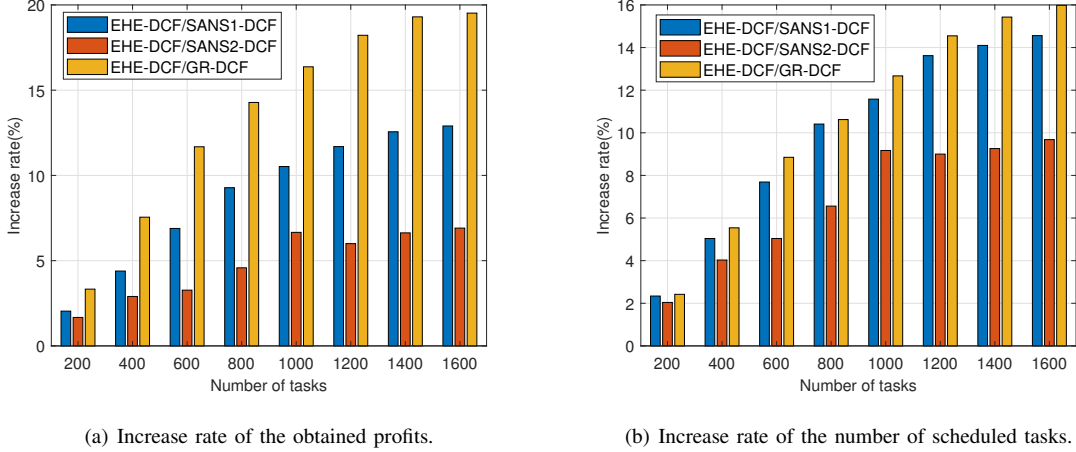 20
15
10
5
0
Increase rate(%)
EHE-DCF/SANS1-DCF
EHE-DCF/SANS2-DCF
EHE-DCF/GR-DCF
200 400 600 800 1000 1200 1400 1600
Number of tasks
(a) Increase rate of the obtained profits.
16
14
12
10
8
6
4
2
0
Increase rate(%)
EHE-DCF/SANS1-DCF
EHE-DCF/SANS2-DCF
EHE-DCF/GR-DCF
200 400 600 800 1000 1200 1400 1600
Number of tasks
(b) Increase rate of the number of scheduled tasks.